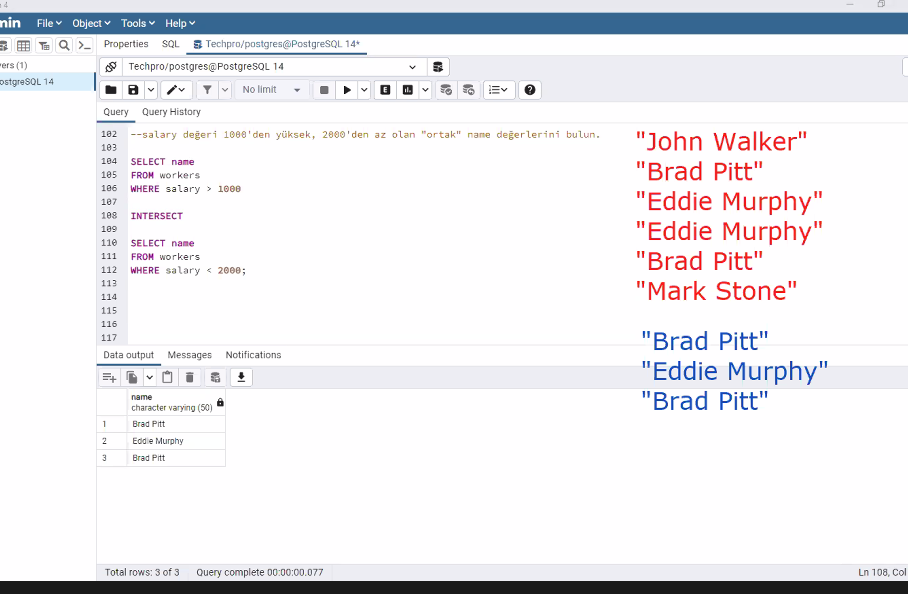 min File Object Tools Help
Properties SQL Techpro/postgres@PostgreSQL 14*
vers (1)
ostgreSQL 14
Techpro/postgres@PostgreSQL 14
No limit
E
Query Query History
102 --salary değeri 1000'den yüksek, 2000'den az olan "ortak" name değerlerini bulun.
103
104 SELECT name
105 FROM workers
106 WHERE salary > 1000
107
108 INTERSECT
109
110 SELECT name
111 FROM workers
112 WHERE salary < 2000;
113
114
115
116
117
"John Walker"
"Brad Pitt"
"Eddie Murphy"
"Eddie Murphy"
"Brad Pitt"
"Mark Stone"
"Brad Pitt"
"Eddie Murphy"
"Brad Pitt"
Data output Messages Notifications
name
character varying (50)
1 Brad Pitt
2 Eddie Murphy
3 Brad Pitt
Total rows: 3 of 3 Query complete 00:00:00.077 Ln 108, Col